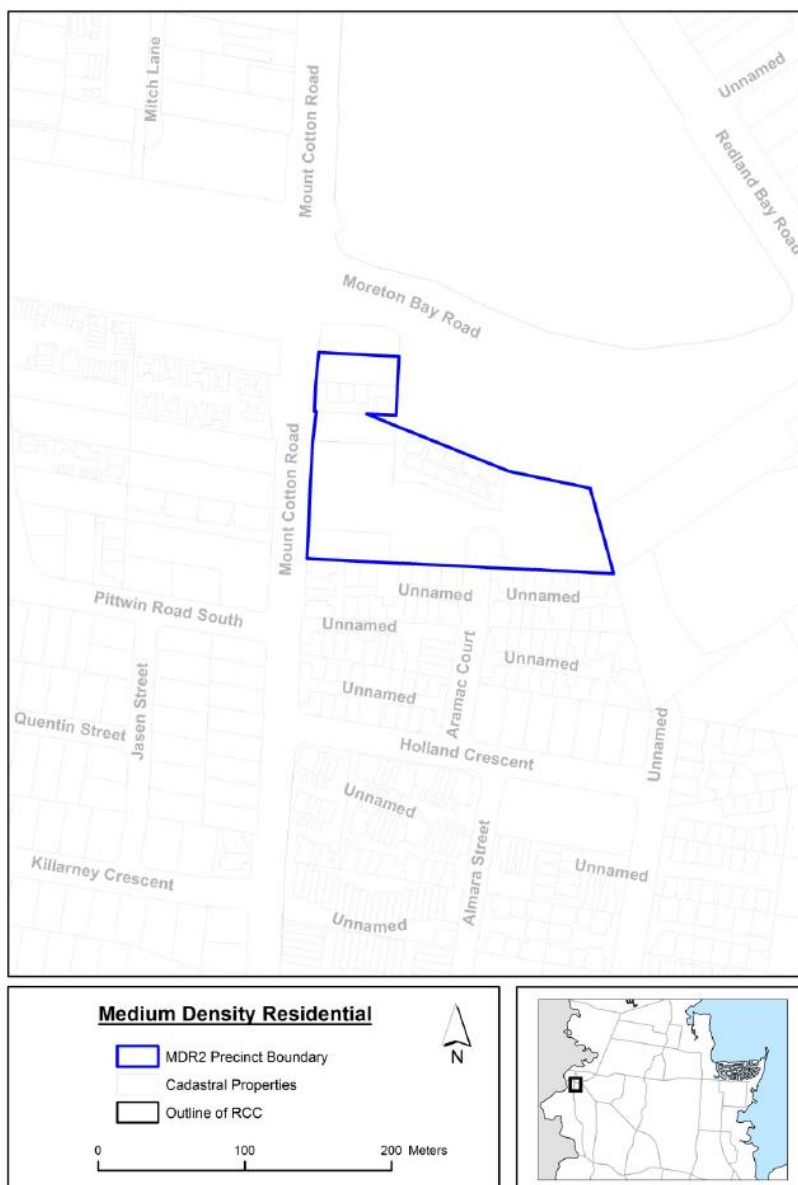 Mitch Lane
Mount Cotton Road
Unnamed
Redland Bay Road
Moreton Bay Road
Mount Cotton Road
Pittwin Road South
Unnamed
Unnamed
Unnamed
Unnamed
Aramac Court
Jasen Street
Unnamed
Quentin Street
Holland Crescent
Unnamed
Unnamed
Killarney Crescent
Almara Street
Unnamed
Unnamed
Medium Density Residential
MDR2 Precinct Boundary
Cadastral Properties
Outline of RCC
N
0 100 200 Meters